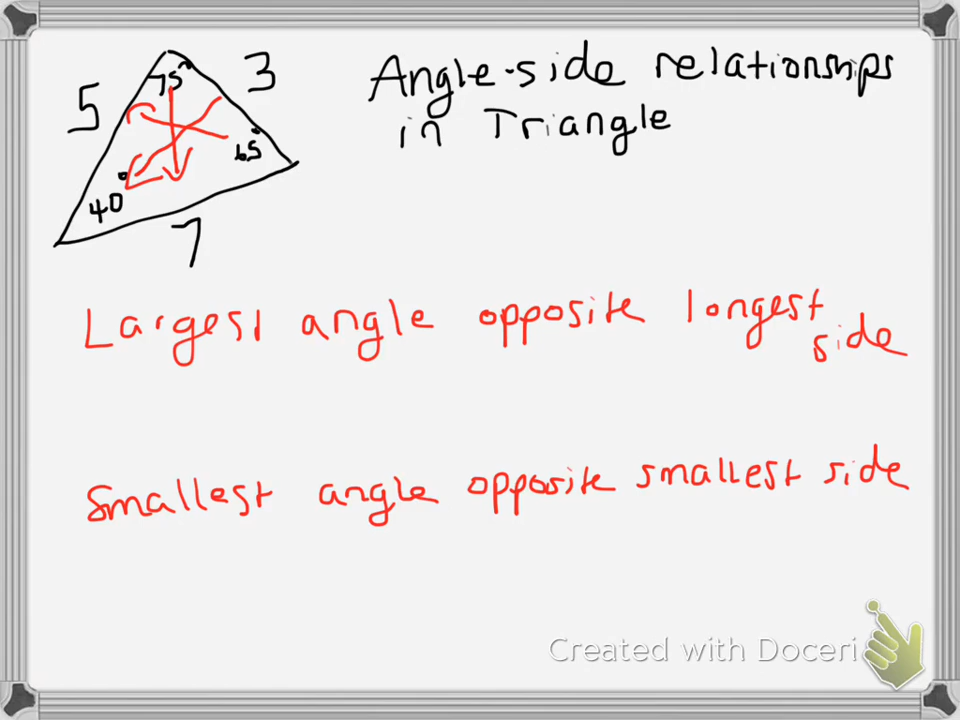 75°
5
3
65°
40°
7
Angle-side relationships
in Triangle
Largest angle opposite longest
side
Smallest angle opposite smallest side
Created with Doceri